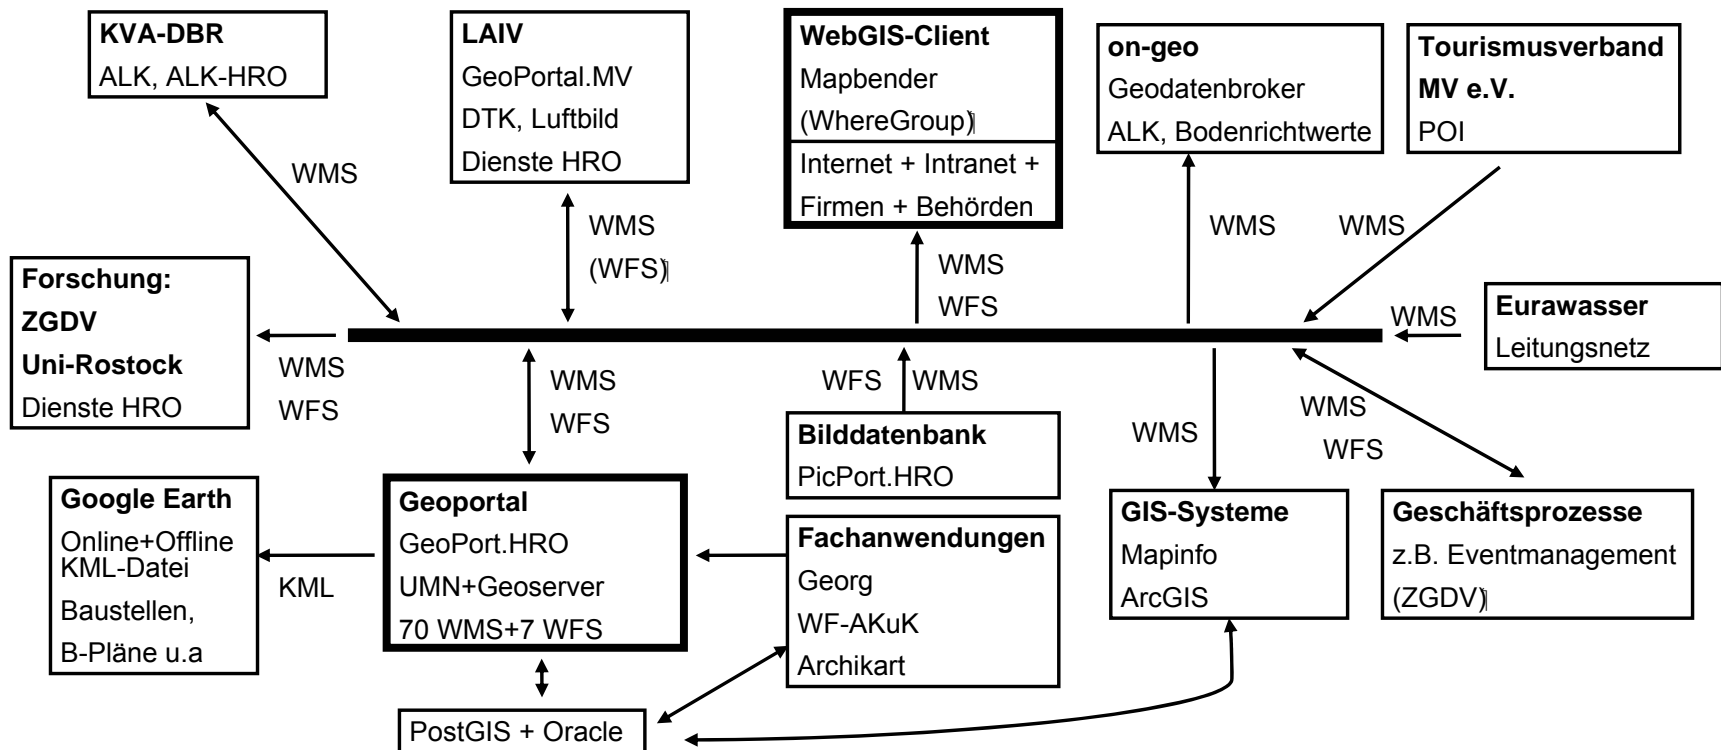 KVA-DBR
ALK, ALK-HRO
LAIV
GeoPortal.MV
DTK, Luftbild
Dienste HRO
WebGIS-Client
Mapbender
(WhereGroup)
Internet + Intranet +
Firmen + Behörden
on-geo
Geodatenbroker
ALK, Bodenrichtwerte
Tourismusverband
MV e.V.
POI
WMS
WMS
(WFS)
WMS
WFS
WMS
WMS
Forschung:
ZGDV
Uni-Rostock
Dienste HRO
WMS
WFS
WMS
Eurawasser
Leitungsnetz
WMS
WFS
WFS
WMS
WMS
WMS
WFS
Bilddatenbank
PicPort.HRO
Google Earth
Online+Offline
KML-Datei
Baustellen,
B-Pläne u.a
KML
Geoportal
GeoPort.HRO
UMN+Geoserver
70 WMS+7 WFS
Fachanwendungen
Georg
WF-AKuK
Archikart
GIS-Systeme
Mapinfo
ArcGIS
Geschäftsprozesse
z.B. Eventmanagement
(ZGDV)
PostGIS + Oracle